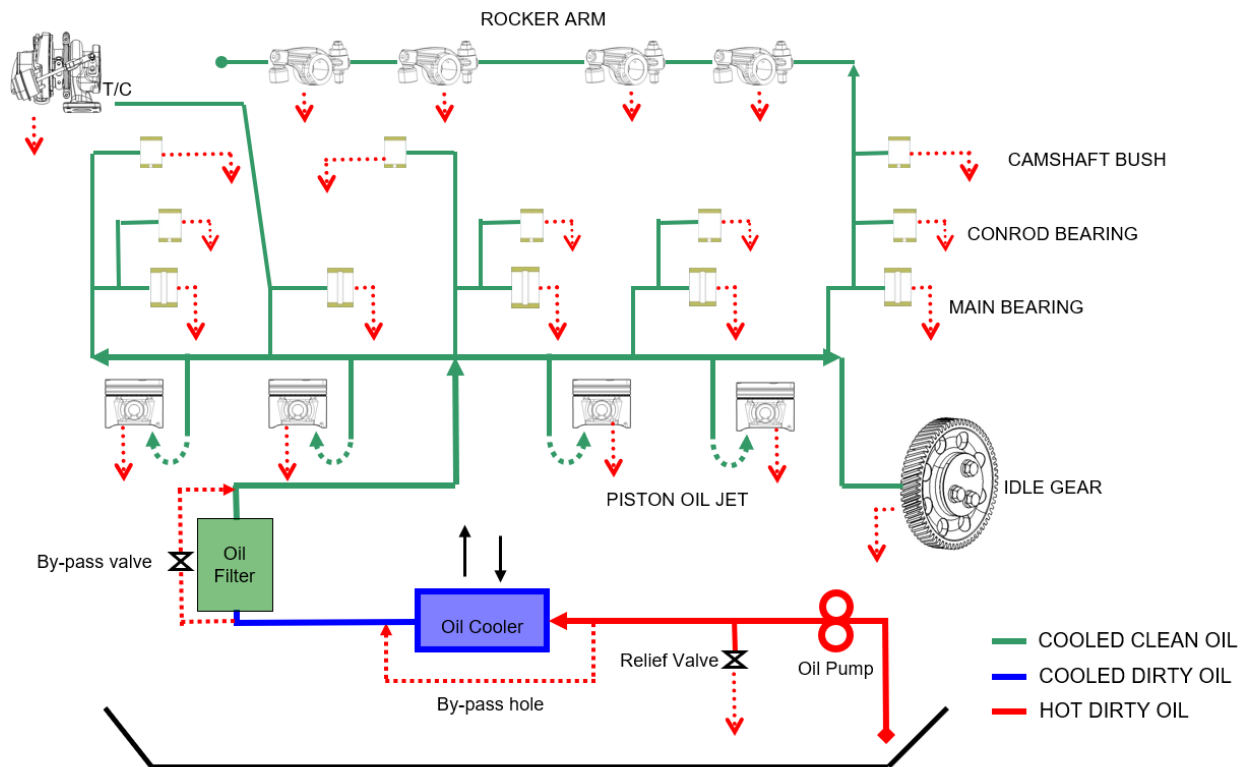 ROCKER ARM
T/C
CAMSHAFT BUSH
CONROD BEARING
MAIN BEARING
PISTON OIL JET
IDLE GEAR
By-pass valve
Oil
Filter
Oil Cooler
Relief Valve
Oil Pump
By-pass hole
COOLED CLEAN OIL
COOLED DIRTY OIL
HOT DIRTY OIL